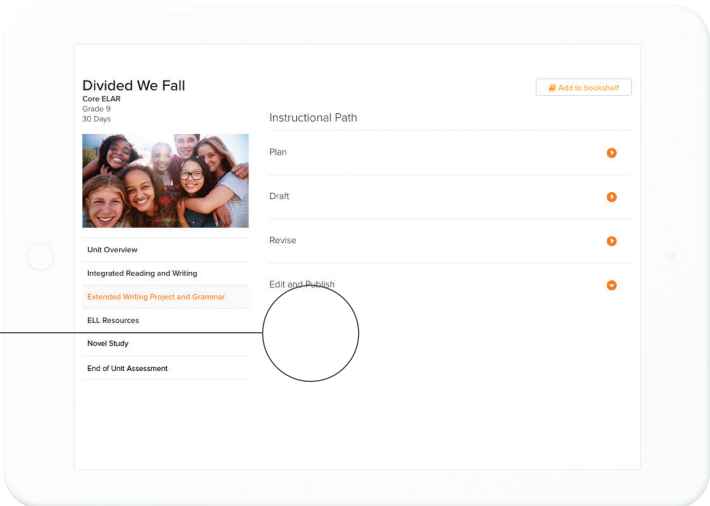 Divided We Fall
Core ELAR
Grade 9
30 Days
Unit Overview
Integrated Reading and Writing
Extended Writing Project and Grammar
ELL Resources
Novel Study
End of Unit Assessment
Add to bookshelf
Instructional Path
Plan
Draft
Revise
Edit and Publish